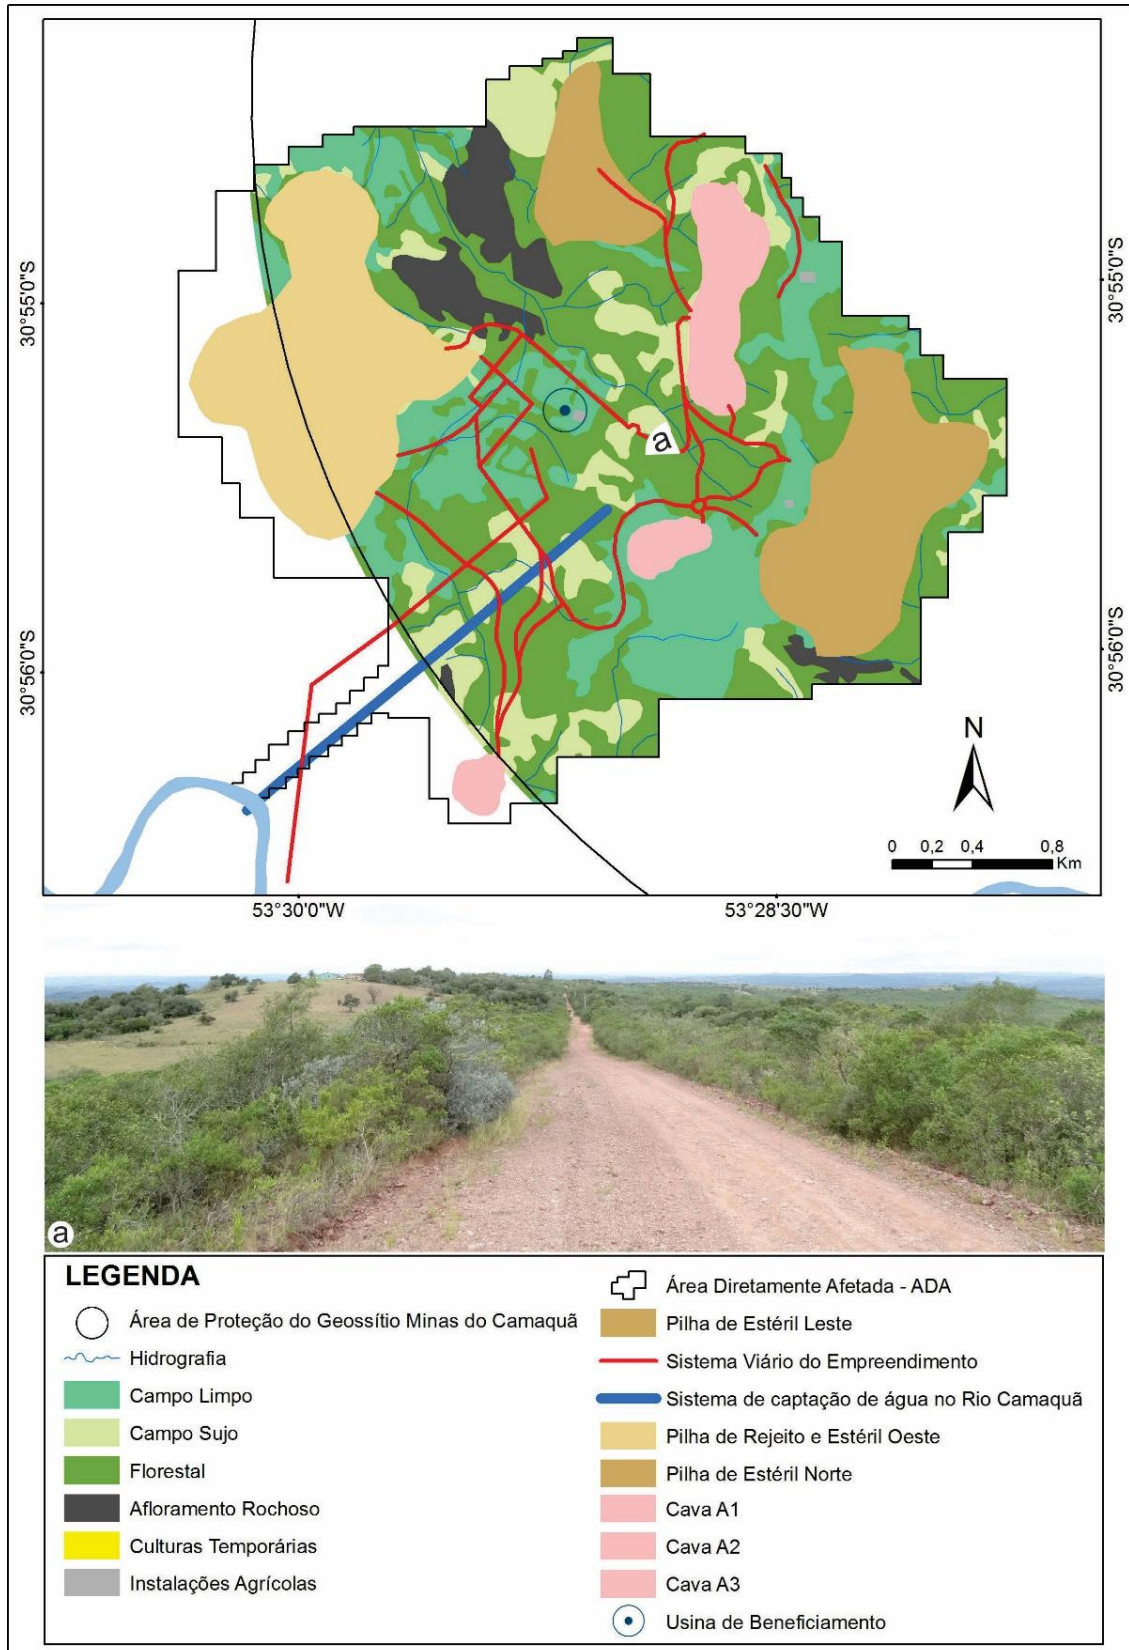 30°55'0"S
30°55'0"S
a
30°56'0"S
30°56'0"S
N
0 0,2 0,4 0,8
Km
53°30'0"W
53°28'30"W
a
LEGENDA
Área de Proteção do Geossítio Minas do Camaquã
Hidrografia
Campo Limpo
Campo Sujo
Florestal
Afloramento Rochoso
Culturas Temporárias
Instalações Agrícolas
Área Diretamente Afetada - ADA
Pilha de Estéril Leste
Sistema Viário do Empreendimento
Sistema de captação de água no Rio Camaquã
Pilha de Rejeito e Estéril Oeste
Pilha de Estéril Norte
Cava A1
Cava A2
Cava A3
Usina de Beneficiamento